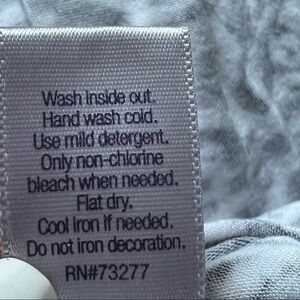 Wash inside out.
Hand wash cold.
Use mild detergent.
Only non-chlorine
bleach when needed.
Flat dry.
Cool iron if needed.
Do not iron decoration.
RN#73277